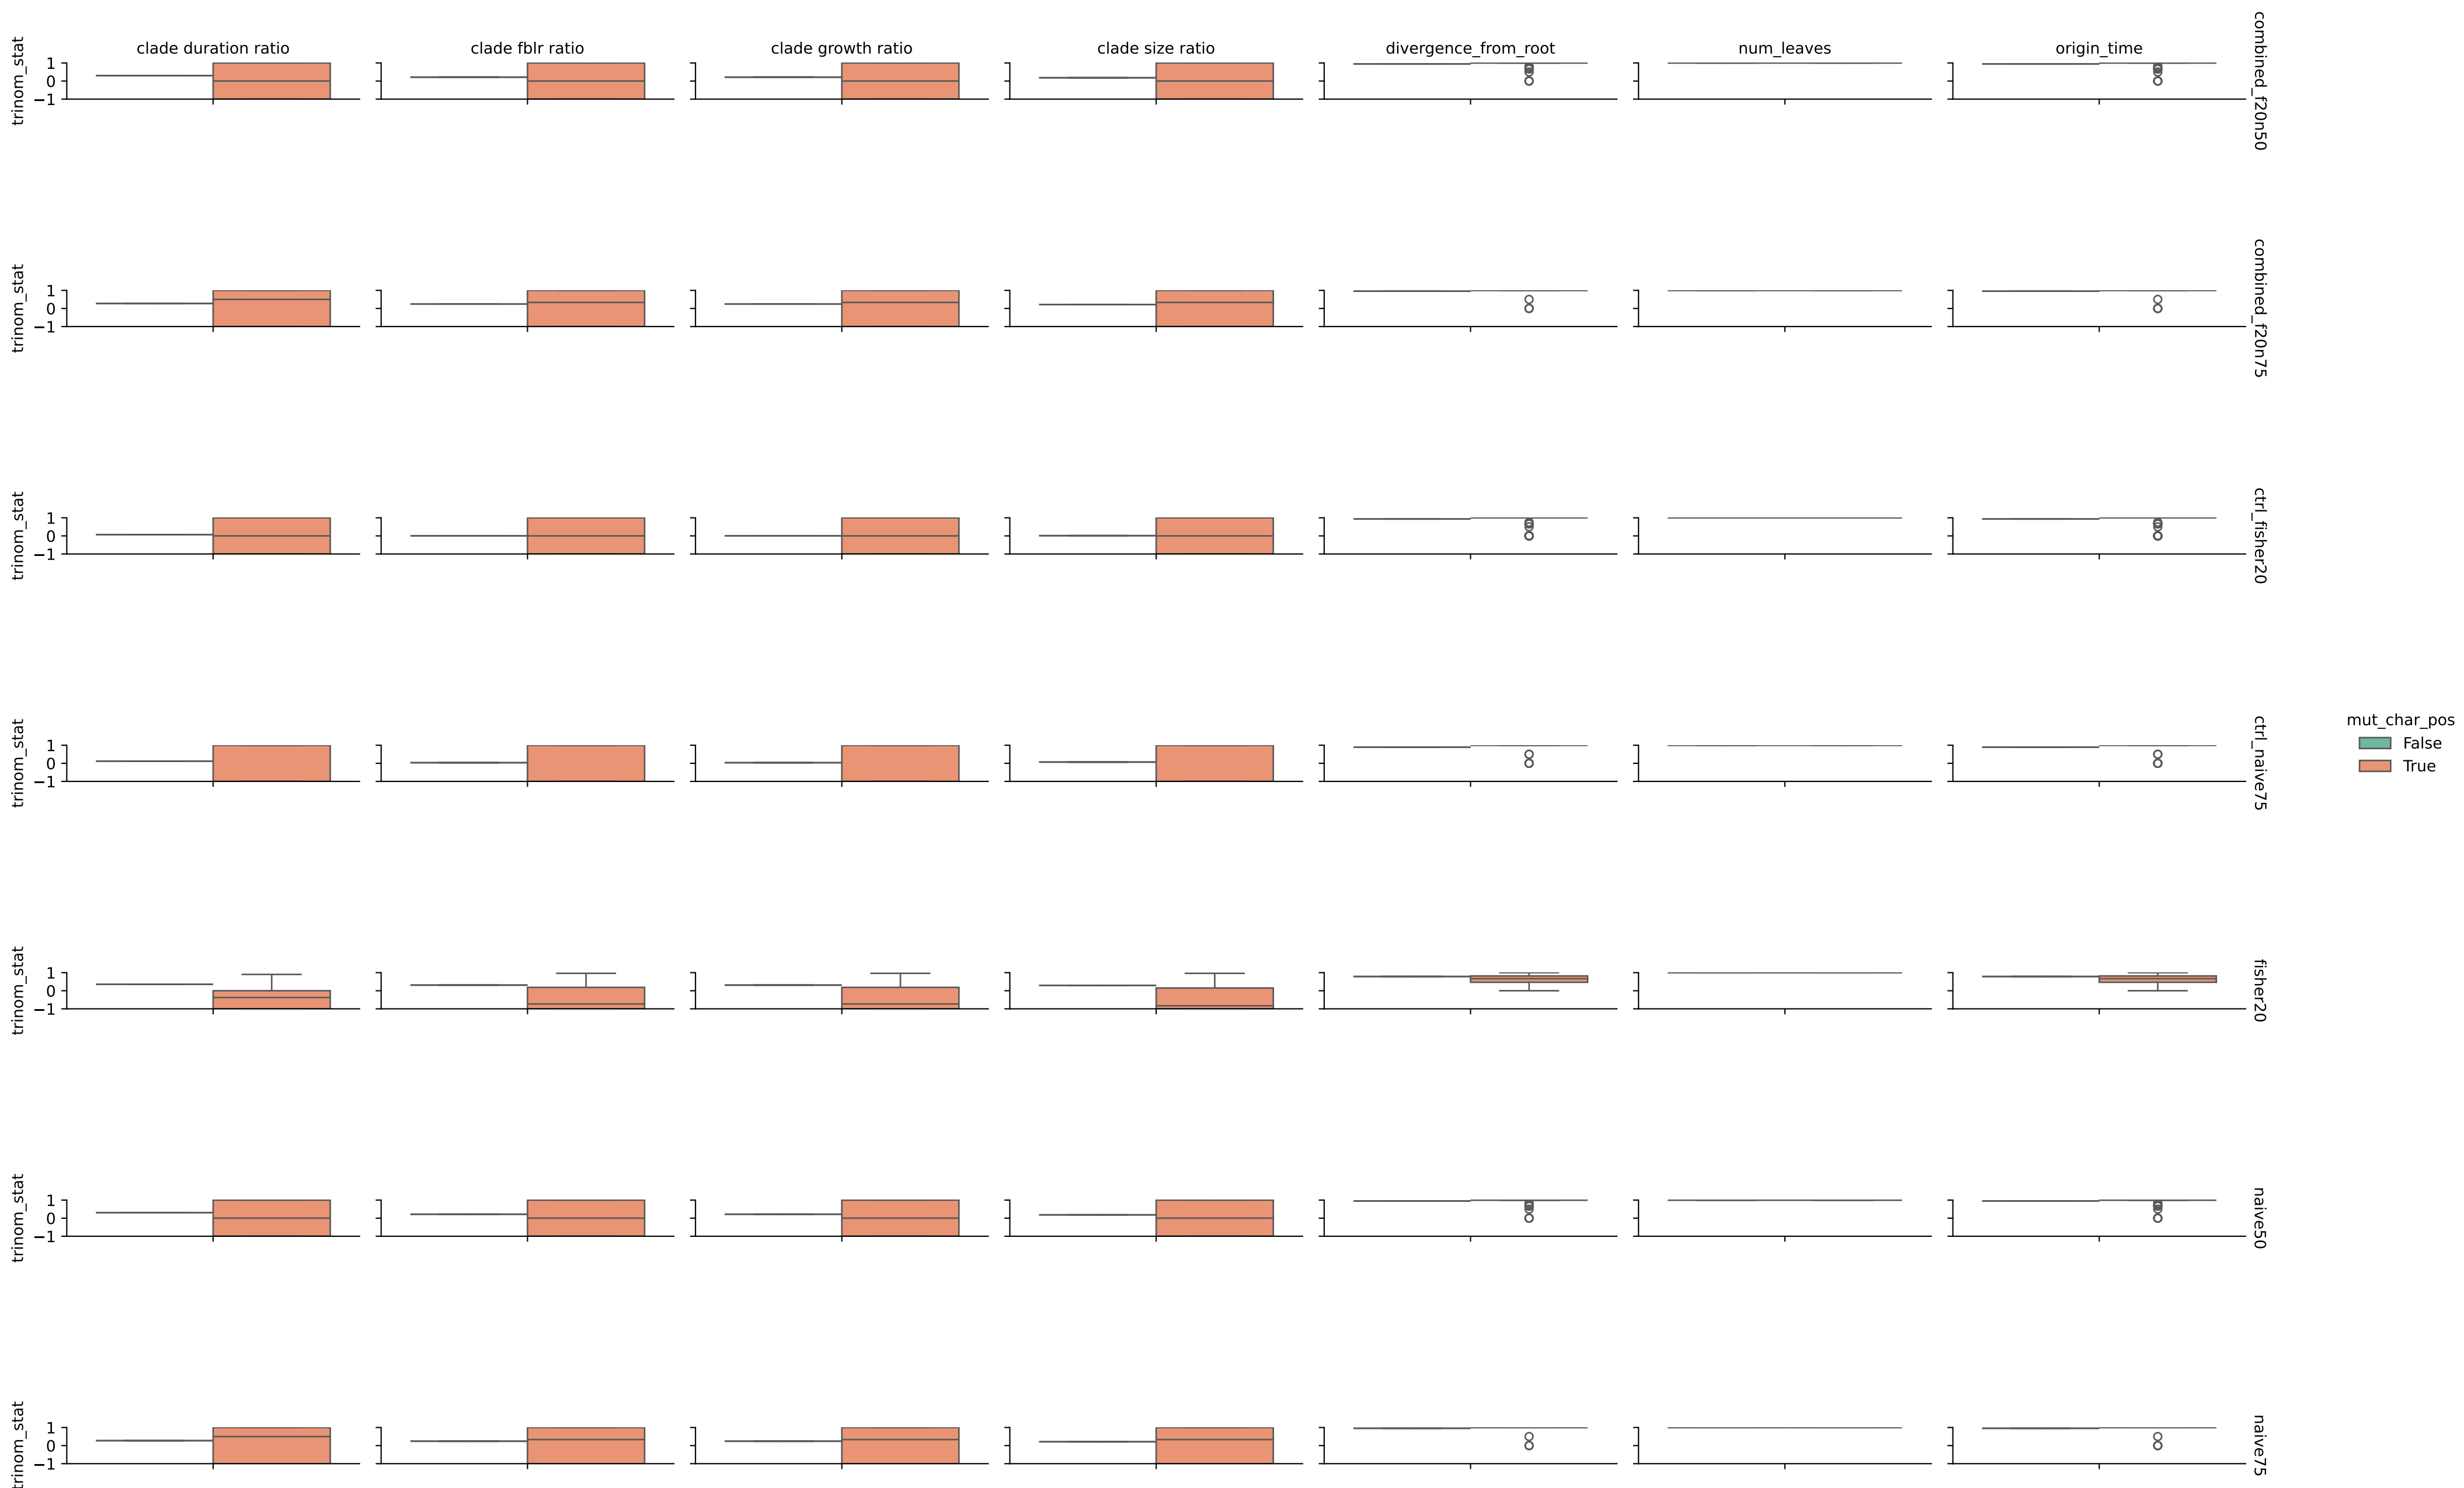 clade duration ratio
clade fblr ratio
clade growth ratio
clade size ratio
divergence_from_root
num_leaves
origin_time
trinom_stat
1
0
−1
combined_f20n50
trinom_stat
1
0
−1
combined_f20n75
trinom_stat
1
0
−1
ctrl_fisher20
trinom_stat
1
0
−1
ctrl_naive75
mut_char_pos
False
True
trinom_stat
1
0
−1
fisher20
trinom_stat
1
0
−1
naive50
trinom_stat
1
0
−1
naive75